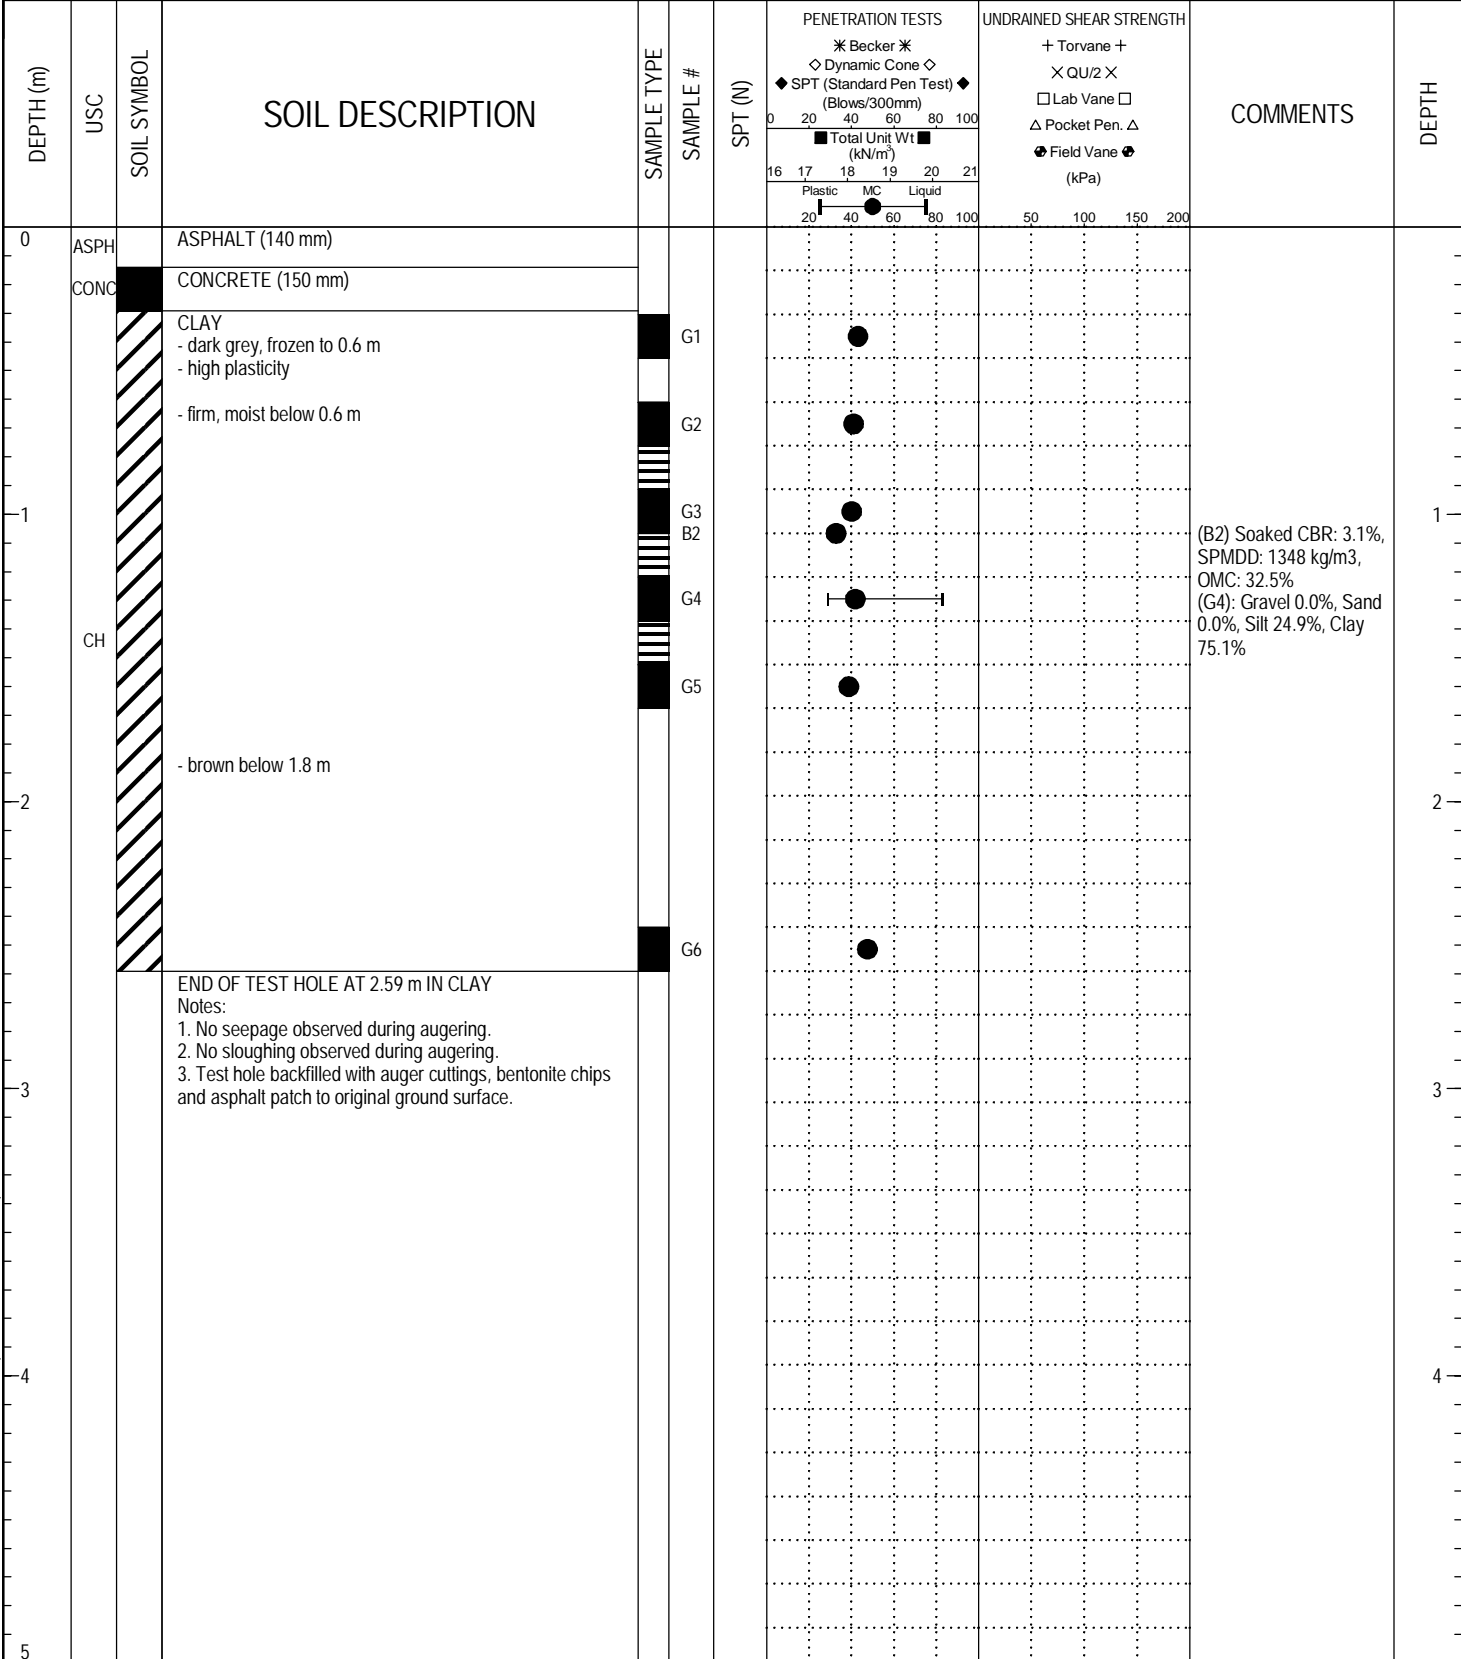 DEPTH (m)
USC
SOIL SYMBOL
SOIL DESCRIPTION
SAMPLE TYPE
SAMPLE #
SPT (N)
PENETRATION TESTS
Becker
Dynamic Cone
SPT (Standard Pen Test)
(Blows/300mm)
0 20 40 60 80 100
Total Unit Wt
(kN/m³)
16 17 18 19 20 21
Plastic MC Liquid
20 40 60 80 100
UNDRAINED SHEAR STRENGTH
+ Torvane +
× QU/2 ×
□ Lab Vane □
△ Pocket Pen. △
Field Vane
(kPa)
50 100 150 200
COMMENTS
DEPTH
0
ASPH
ASPHALT (140 mm)
CONC
CONCRETE (150 mm)
CLAY
- dark grey, frozen to 0.6 m
- high plasticity
G1
- firm, moist below 0.6 m
G2
1
G3
B2
1
(B2) Soaked CBR: 3.1%,
SPMDD: 1348 kg/m3,
OMC: 32.5%
(G4): Gravel 0.0%, Sand
0.0%, Silt 24.9%, Clay
75.1%
G4
CH
G5
- brown below 1.8 m
2
2
G6
END OF TEST HOLE AT 2.59 m IN CLAY
Notes:
1. No seepage observed during augering.
2. No sloughing observed during augering.
3. Test hole backfilled with auger cuttings, bentonite chips
and asphalt patch to original ground surface.
3
3
4
4
5